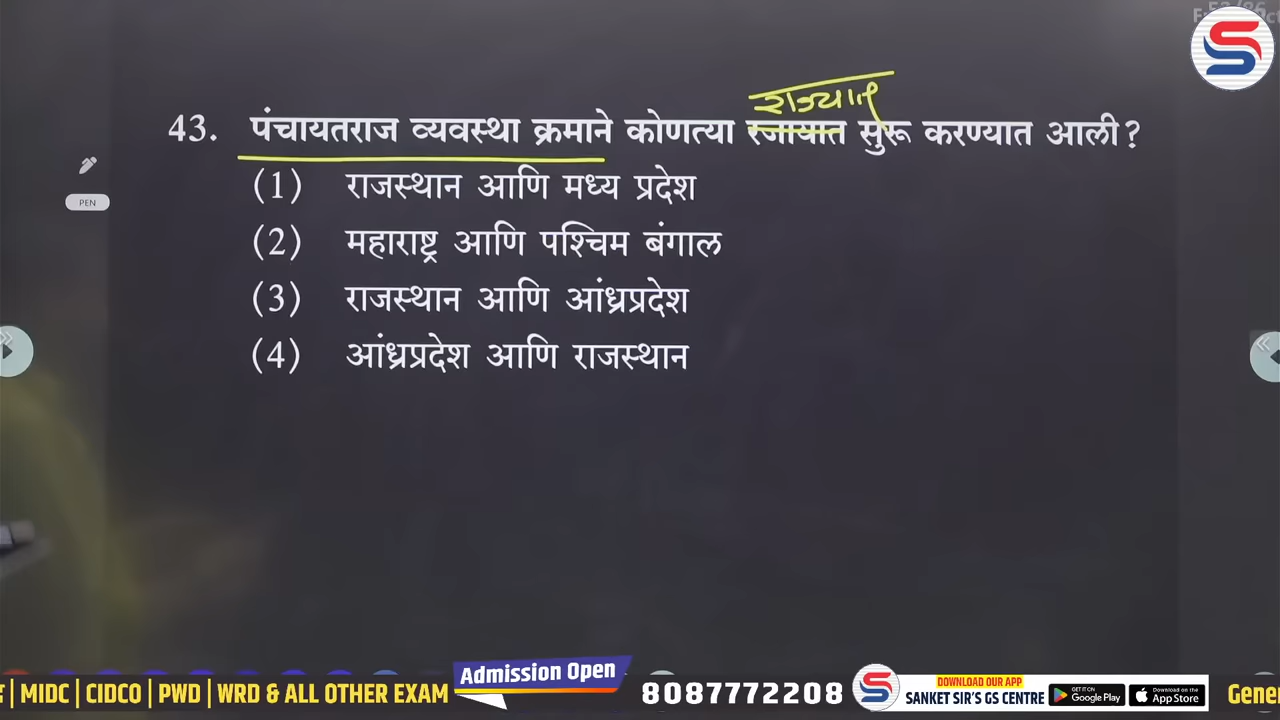 राज्यात
43. पंचायतराज व्यवस्था क्रमाने कोणत्या रजायात सुरू करण्यात आली?
PEN
(1) राजस्थान आणि मध्य प्रदेश
(2) महाराष्ट्र आणि पश्चिम बंगाल
(3) राजस्थान आणि आंध्रप्रदेश
(4) आंध्रप्रदेश आणि राजस्थान
| MIDC | CIDCO | PWD | WRD & ALL OTHER EXAM
Admission Open
8087772208
DOWNLOAD OUR APP
SANKET SIR'S GS CENTRE
GET IT ON
Google Play
Download on the
App Store